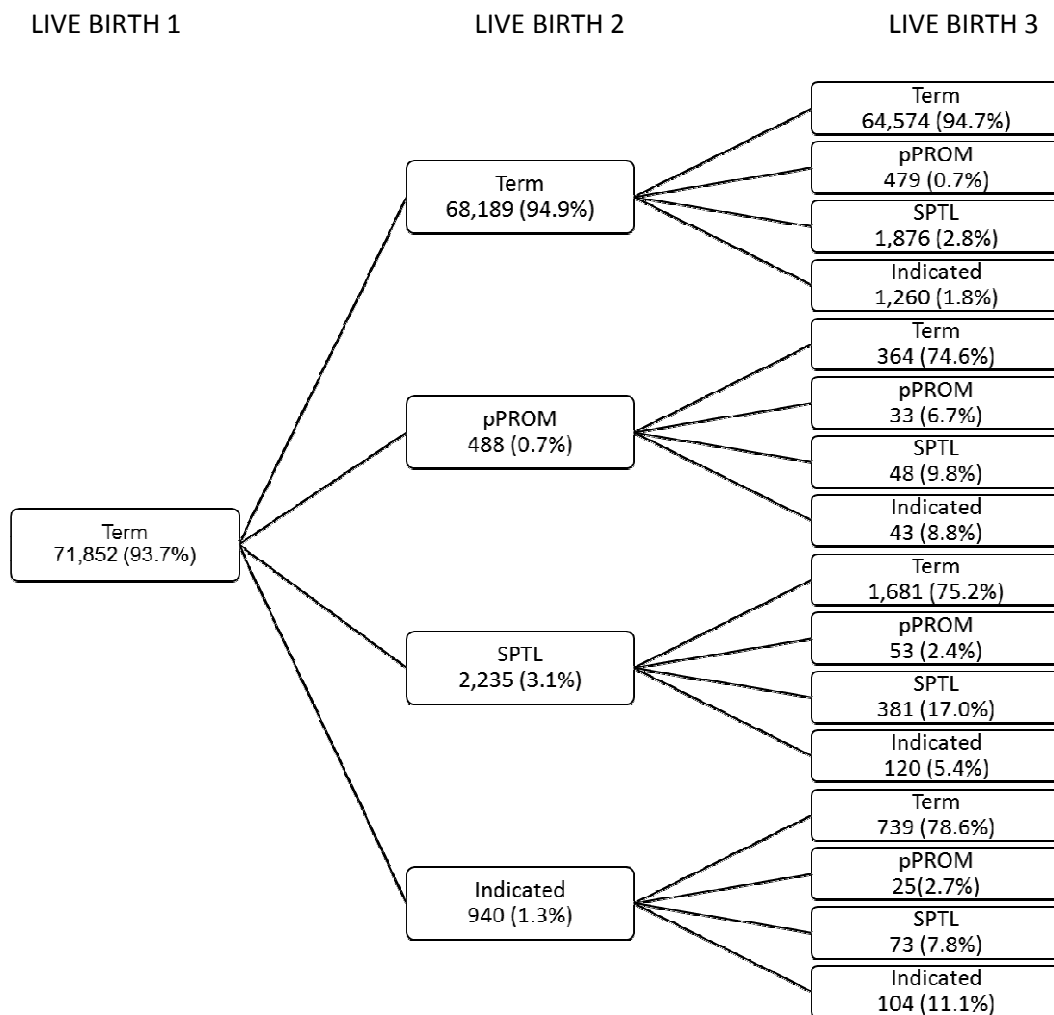 LIVE BIRTH 1
LIVE BIRTH 2
LIVE BIRTH 3
Term
71,852 (93.7%)
Term
68,189 (94.9%)
Term
64,574 (94.7%)
pPROM
479 (0.7%)
SPTL
1,876 (2.8%)
Indicated
1,260 (1.8%)
pPROM
488 (0.7%)
Term
364 (74.6%)
pPROM
33 (6.7%)
SPTL
48 (9.8%)
Indicated
43 (8.8%)
SPTL
2,235 (3.1%)
Term
1,681 (75.2%)
pPROM
53 (2.4%)
SPTL
381 (17.0%)
Indicated
120 (5.4%)
Indicated
940 (1.3%)
Term
739 (78.6%)
pPROM
25(2.7%)
SPTL
73 (7.8%)
Indicated
104 (11.1%)